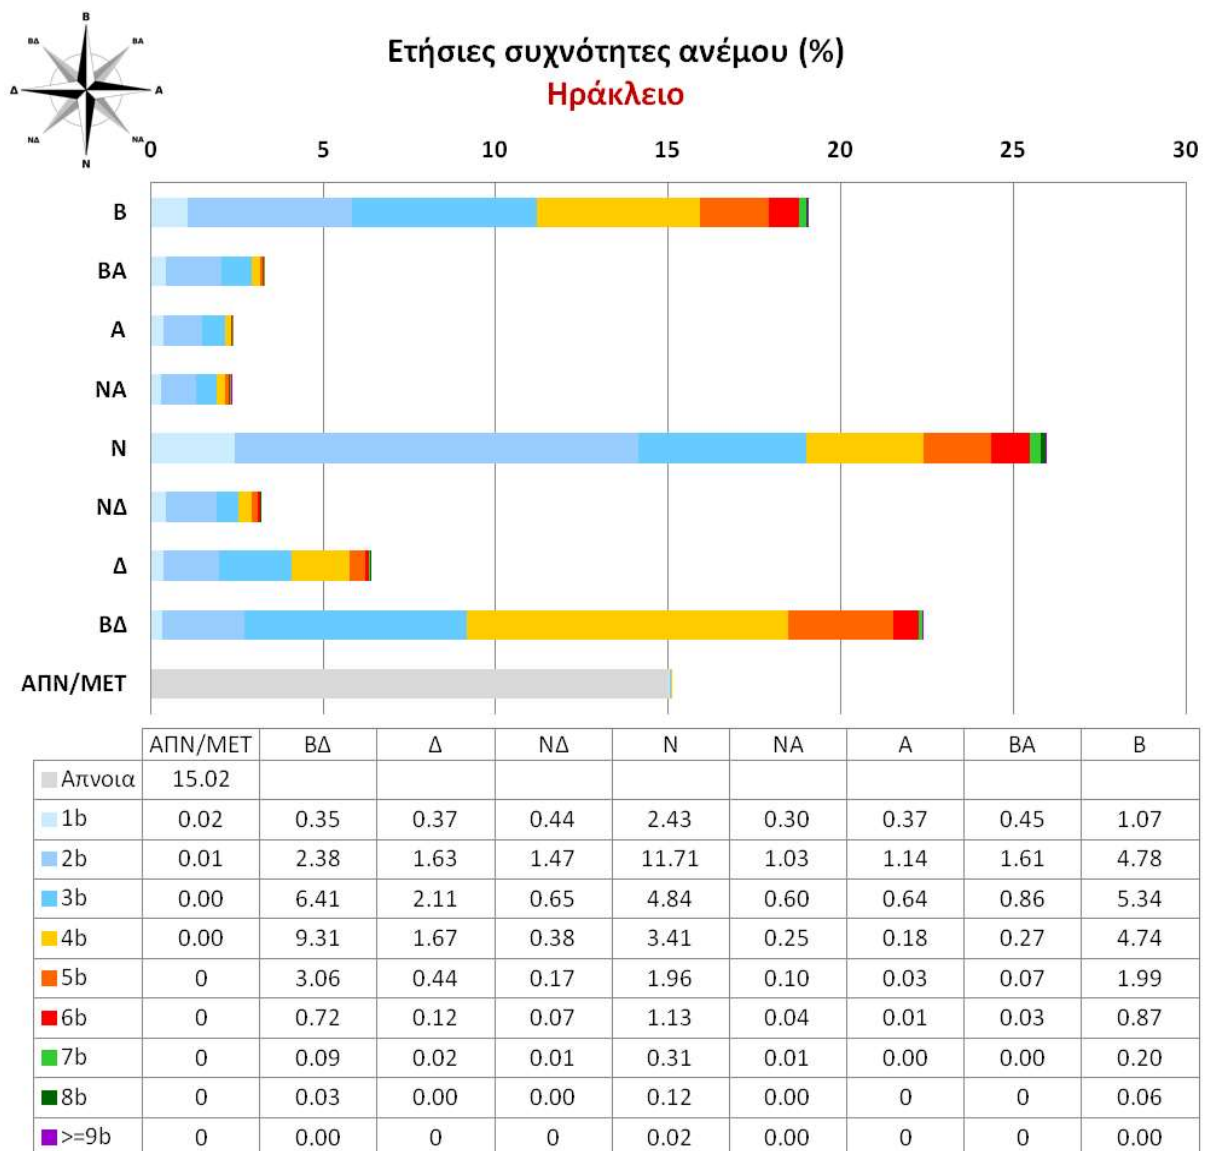 Β
ΒΔ ΒΑ
Δ Α
ΝΔ ΝΑ
Ν
Ετήσιες συχνότητες ανέμου (%)
Ηράκλειο
0 5 10 15 20 25 30
Β
ΒΑ
Α
ΝΑ
Ν
ΝΔ
Δ
ΒΔ
ΑΠΝ/ΜΕΤ
ΑΠΝ/ΜΕΤ ΒΔ Δ ΝΔ Ν ΝΑ Α ΒΑ Β
Απνοια 15.02
1b 0.02 0.35 0.37 0.44 2.43 0.30 0.37 0.45 1.07
2b 0.01 2.38 1.63 1.47 11.71 1.03 1.14 1.61 4.78
3b 0.00 6.41 2.11 0.65 4.84 0.60 0.64 0.86 5.34
4b 0.00 9.31 1.67 0.38 3.41 0.25 0.18 0.27 4.74
5b 0 3.06 0.44 0.17 1.96 0.10 0.03 0.07 1.99
6b 0 0.72 0.12 0.07 1.13 0.04 0.01 0.03 0.87
7b 0 0.09 0.02 0.01 0.31 0.01 0.00 0.00 0.20
8b 0 0.03 0.00 0.00 0.12 0.00 0 0 0.06
>=9b 0 0.00 0 0 0.02 0.00 0 0 0.00